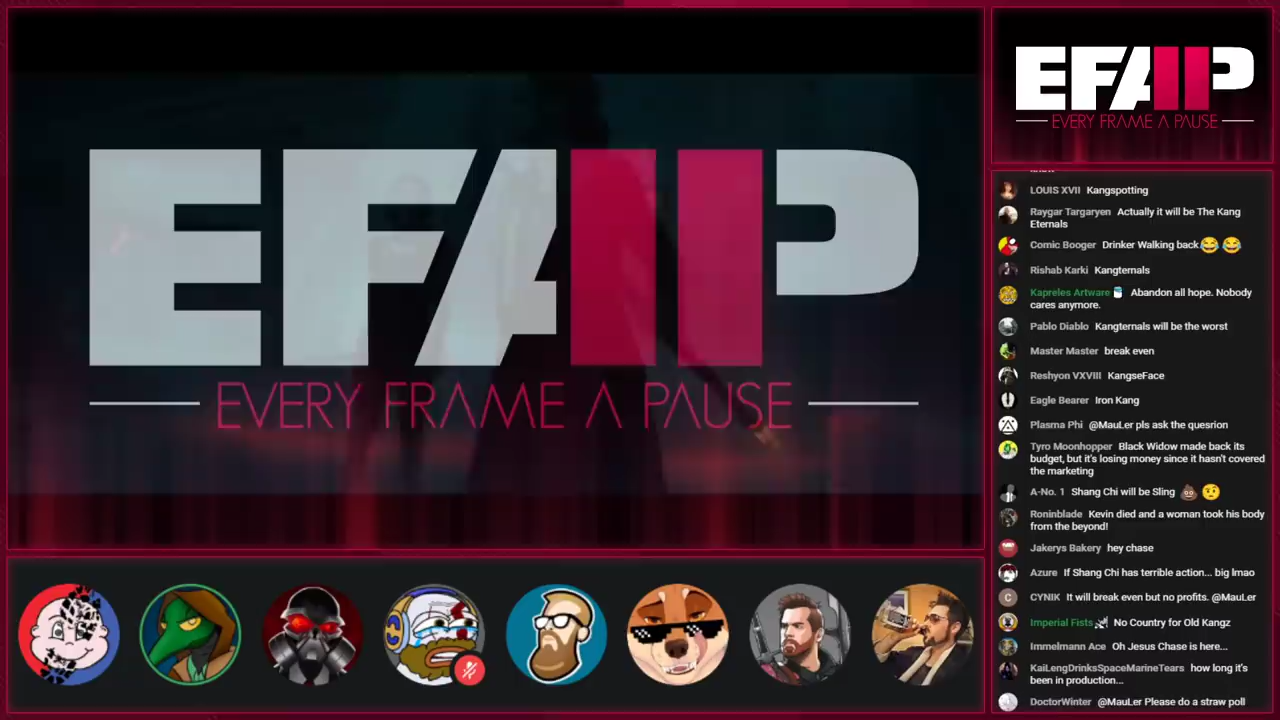 EFAP
EVERY FRAME A PAUSE
EFAP
EVERY FRAME A PAUSE
LOUIS XVII Kangspotting
Raygar Targaryen Actually it will be The Kang
Eternals
Comic Booger Drinker Walking back😂😂
Rishab Karki Kangternals
Kapreles Artware Abandon all hope. Nobody
cares anymore.
Pablo Diablo Kangternals will be the worst
Master Master break even
Reshyon VXVIII KangseFace
Eagle Bearer Iron Kang
Plasma Phi @MauLer pls ask the quesrion
Tyro Moonhopper Black Widow made back its
budget, but it's losing money since it hasn't covered
the marketing
A-No. 1 Shang Chi will be Sling 💩 🤨
Roninblade Kevin died and a woman took his body
from the beyond!
Jakerys Bakery hey chase
Azure If Shang Chi has terrible action... big lmao
C CYNIK It will break even but no profits. @MauLer
Imperial Fists No Country for Old Kangz
Immelmann Ace Oh Jesus Chase is here...
KaiLengDrinksSpaceMarineTears how long it's
been in production...
DoctorWinter @MauLer Please do a straw poll